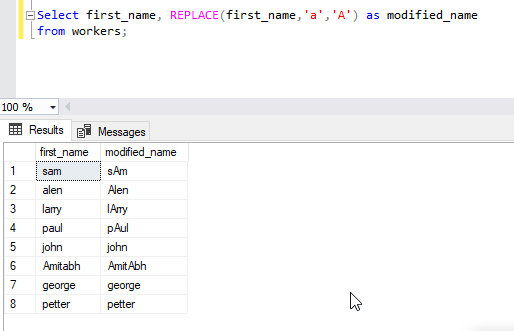 Select first_name, REPLACE(first_name,'a','A') as modified_name
from workers;
100 %
Results Messages
first_name modified_name
1 sam sAm
2 alen Alen
3 larry lArry
4 paul pAul
5 john john
6 Amitabh AmitAbh
7 george george
8 petter petter